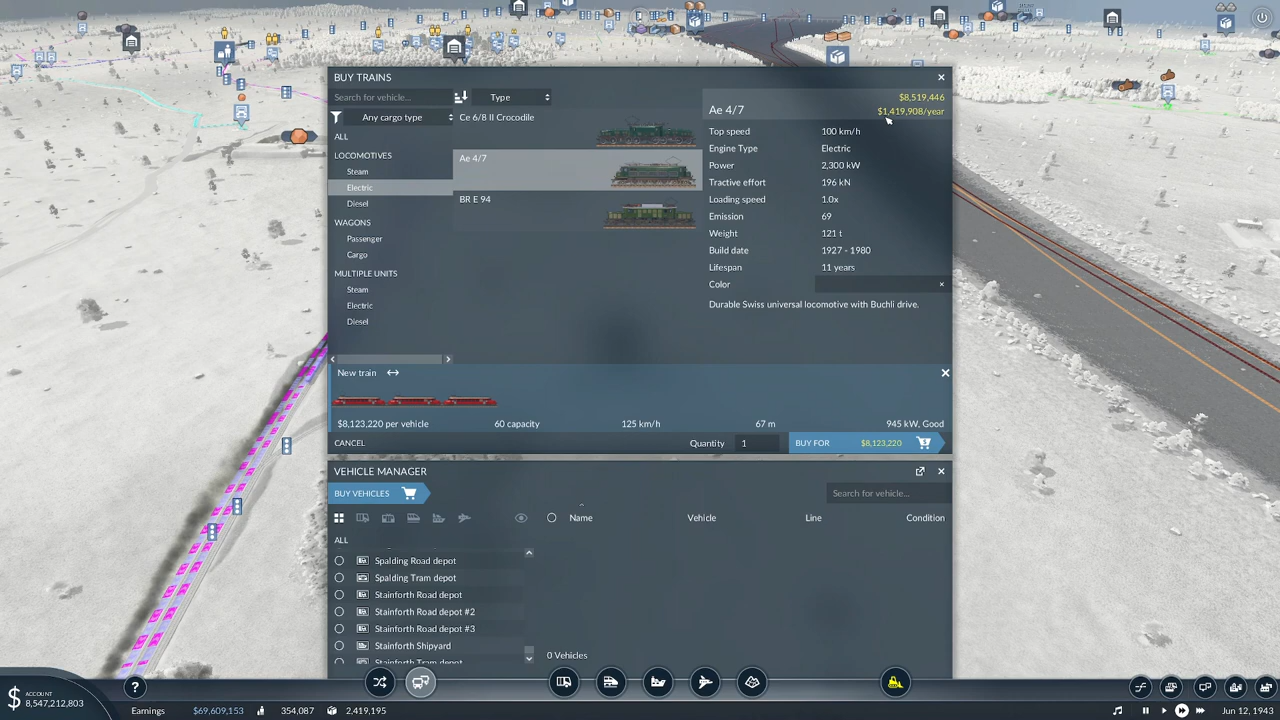 BUY TRAINS
Search for vehicle...
Type
Any cargo type
ALL
LOCOMOTIVES
Steam
Electric
Diesel
WAGONS
Passenger
Cargo
MULTIPLE UNITS
Steam
Electric
Diesel
Ce 6/8 II Crocodile
Ae 4/7
BR E 94
$8,519,446
Ae 4/7
$1,419,908/year
Top speed 100 km/h
Engine Type Electric
Power 2,300 kW
Tractive effort 196 kN
Loading speed 1.0x
Emission 69
Weight 121 t
Build date 1927 - 1980
Lifespan 11 years
Color
Durable Swiss universal locomotive with Buchli drive.
New train
$8,123,220 per vehicle 60 capacity 125 km/h 67 m 945 kW, Good
CANCEL Quantity 1 BUY FOR $8,123,220
VEHICLE MANAGER
BUY VEHICLES
Search for vehicle...
Name Vehicle Line Condition
ALL
Spalding Road depot
Spalding Tram depot
Stainforth Road depot
Stainforth Road depot #2
Stainforth Road depot #3
Stainforth Shipyard
Stainforth Tram depot
0 Vehicles
$ ACCOUNT
8,547,212,803
?
Earnings $69,609,153 354,087 2,419,195
Jun 12, 1943